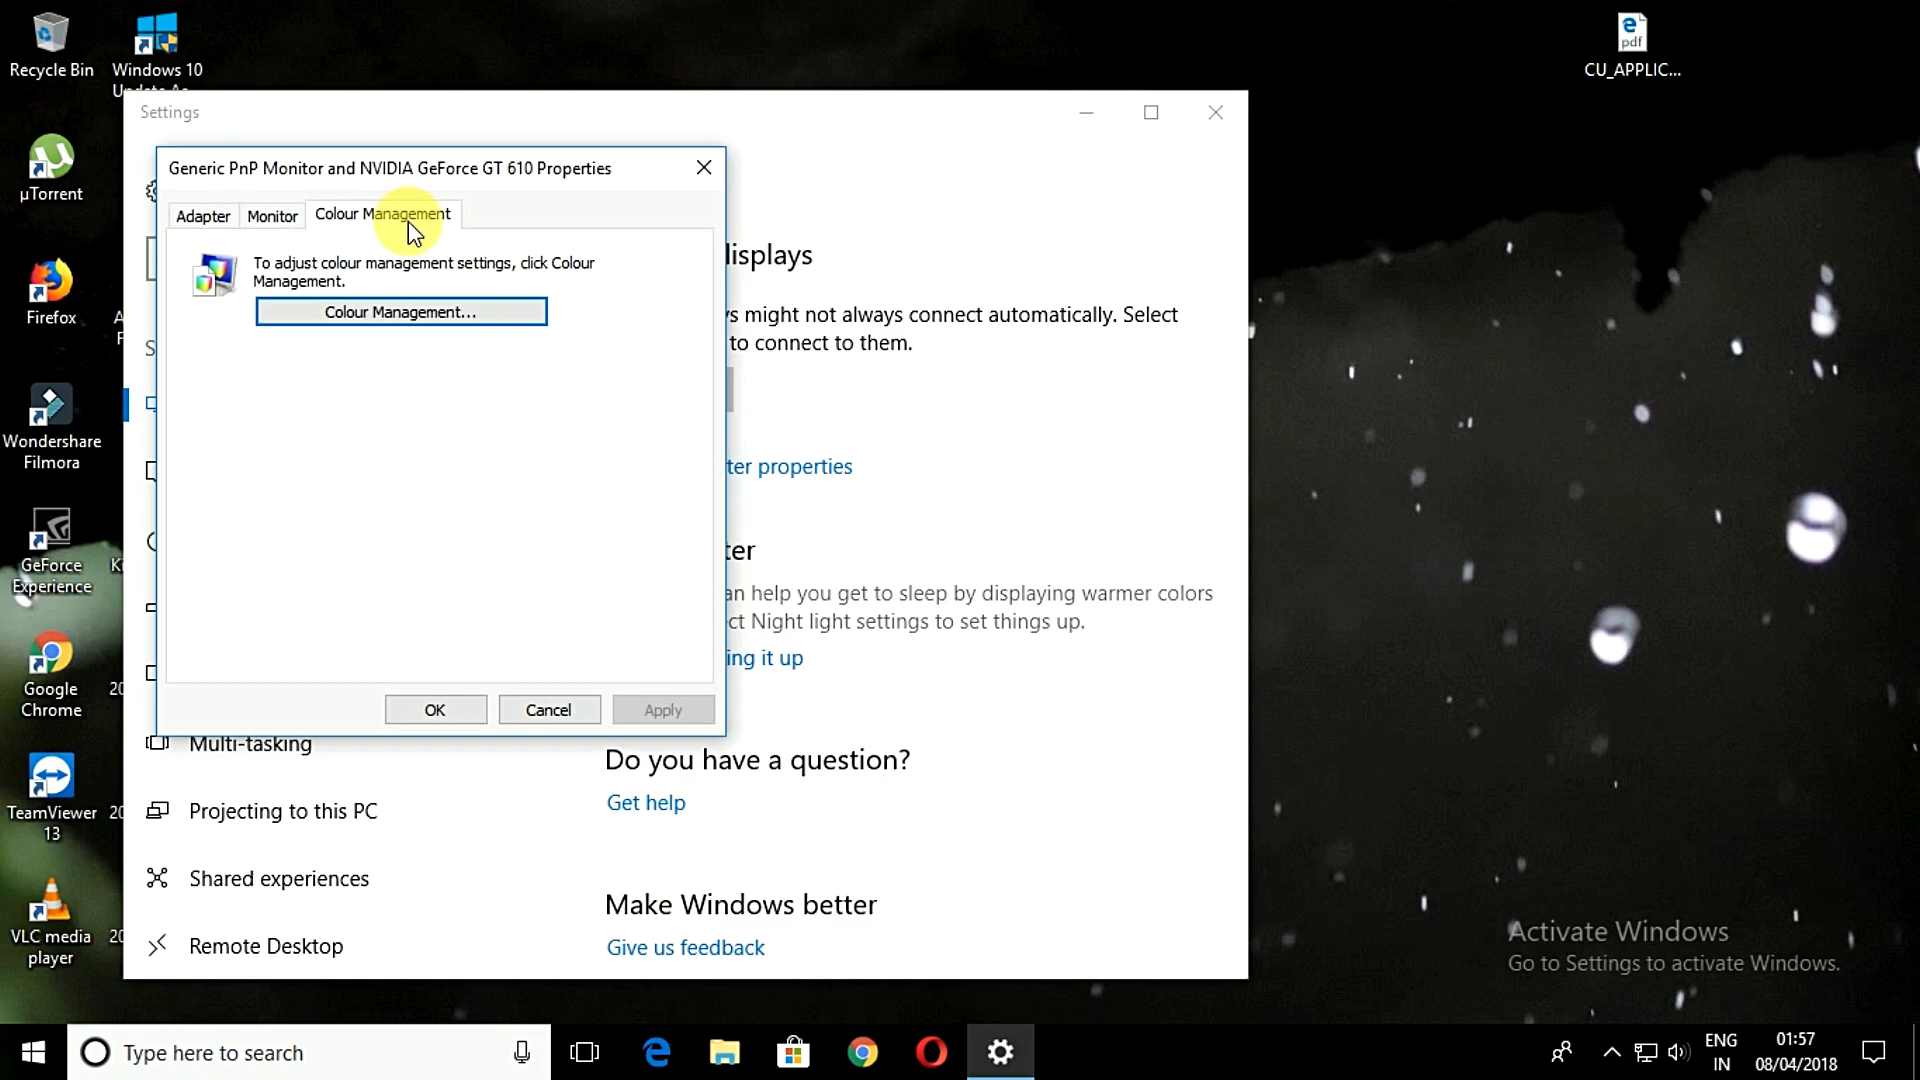 Recycle Bin
Windows 10
µTorrent
Firefox
Wondershare
Filmora
GeForce
Experience
Google
Chrome
TeamViewer
13
VLC media
player
pdf
CU_APPLIC...
Settings
Generic PnP Monitor and NVIDIA GeForce GT 610 Properties
Adapter
Monitor
Colour Management
To adjust colour management settings, click Colour
Management.
Colour Management...
OK
Cancel
Apply
might not always connect automatically. Select
to connect to them.
properties
help you get to sleep by displaying warmer colors
Night light settings to set things up.
it up
Multi-tasking
Projecting to this PC
Shared experiences
Remote Desktop
Do you have a question?
Get help
Make Windows better
Give us feedback
Activate Windows
Go to Settings to activate Windows.
Type here to search
ENG
IN
01:57
08/04/2018